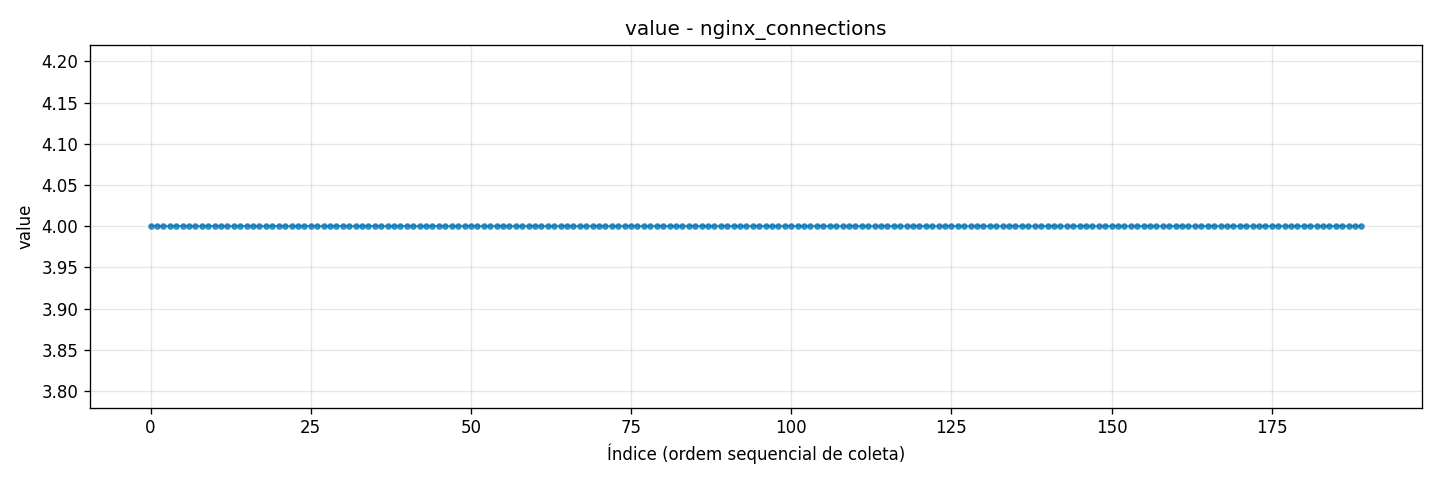 value - nginx_connections
4.20
4.15
4.10
4.05
4.00
3.95
3.90
3.85
3.80
value
0 25 50 75 100 125 150 175
Índice (ordem sequencial de coleta)